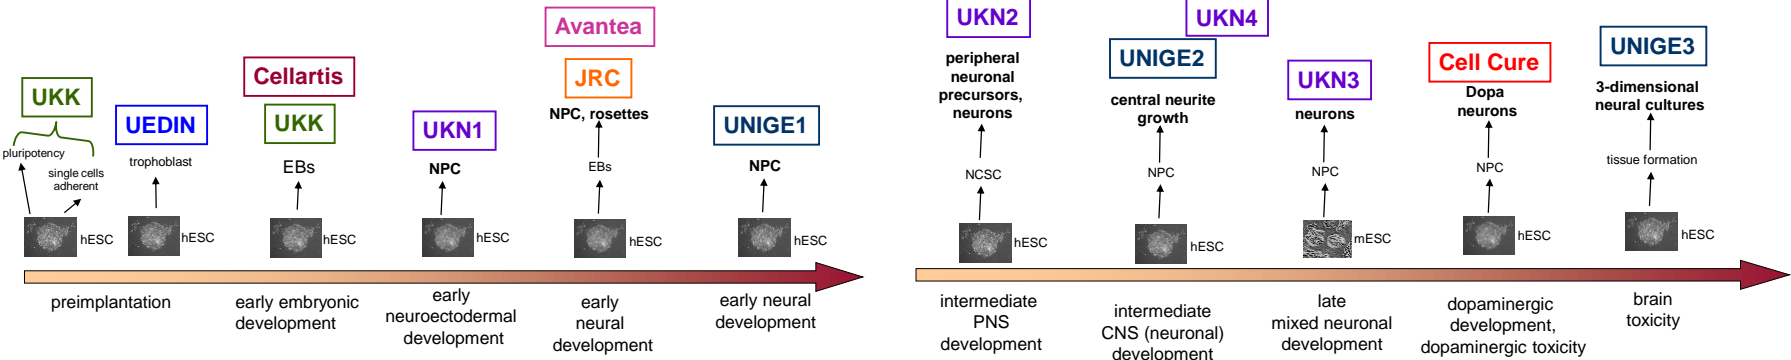 UKK
pluripotency
single cells
adherent
hESC
preimplantation
UEDIN
trophoblast
hESC
Cellartis
UKK
EBs
hESC
early embryonic
development
UKN1
NPC
hESC
early
neuroectodermal
development
Avantea
JRC
NPC, rosettes
EBs
hESC
early
neural
development
UNIGE1
NPC
hESC
early neural
development
UKN2
peripheral
neuronal
precursors,
neurons
NCSC
hESC
intermediate
PNS
development
UKN4
UNIGE2
central neurite
growth
NPC
hESC
intermediate
CNS (neuronal)
development
UKN3
neurons
NPC
mESC
late
mixed neuronal
development
Cell Cure
Dopa
neurons
NPC
hESC
dopaminergic
development,
dopaminergic toxicity
UNIGE3
3-dimensional
neural cultures
tissue formation
hESC
brain
toxicity